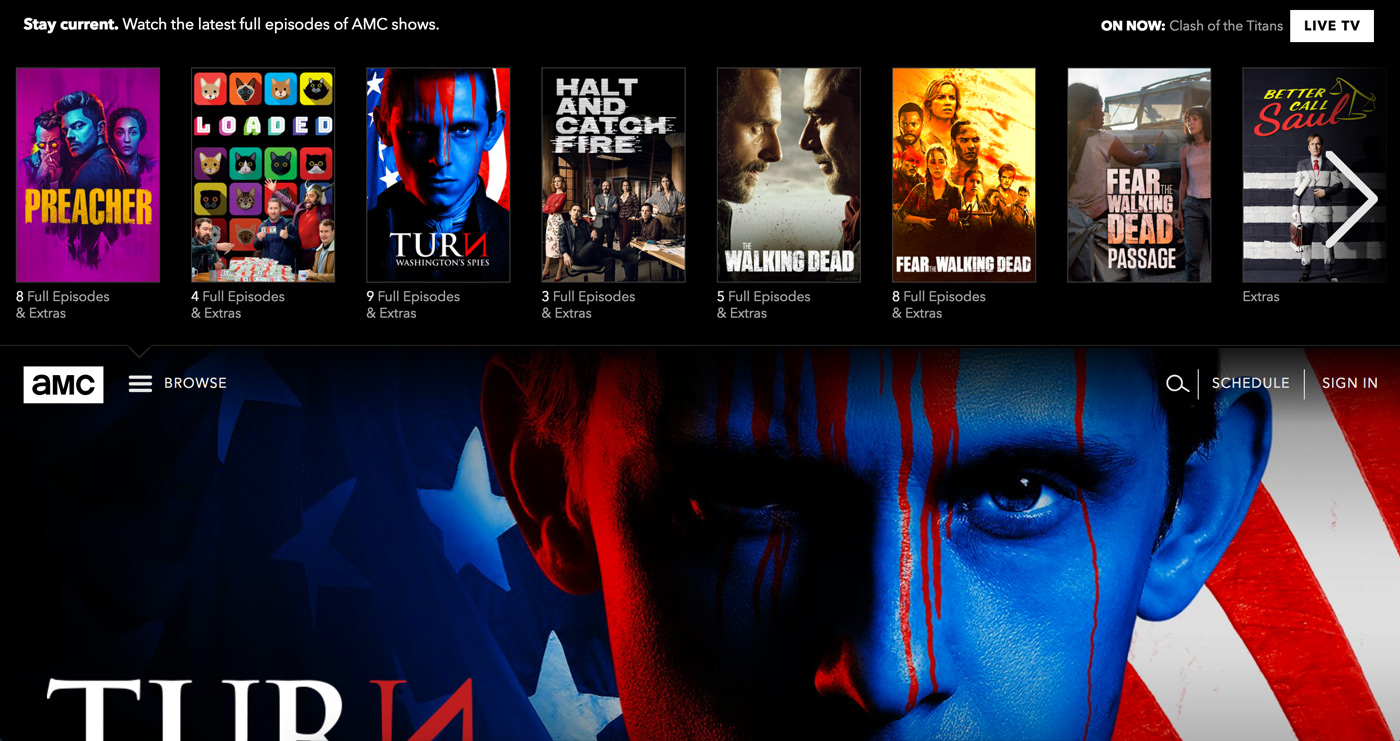 Stay current. Watch the latest full episodes of AMC shows.
ON NOW: Clash of the Titans
LIVE TV
PREACHER
LOADED
TURN
WASHINGTON'S SPIES
HALT
AND
CATCH
FIRE
THE
WALKING DEAD
FEAR THE WALKING DEAD
FEAR THE
WALKING
DEAD
PASSAGE
BETTER
CALL
Saul
8 Full Episodes
& Extras
4 Full Episodes
& Extras
9 Full Episodes
& Extras
3 Full Episodes
& Extras
5 Full Episodes
& Extras
8 Full Episodes
& Extras
Extras
aMC
BROWSE
SCHEDULE
SIGN IN
TURN